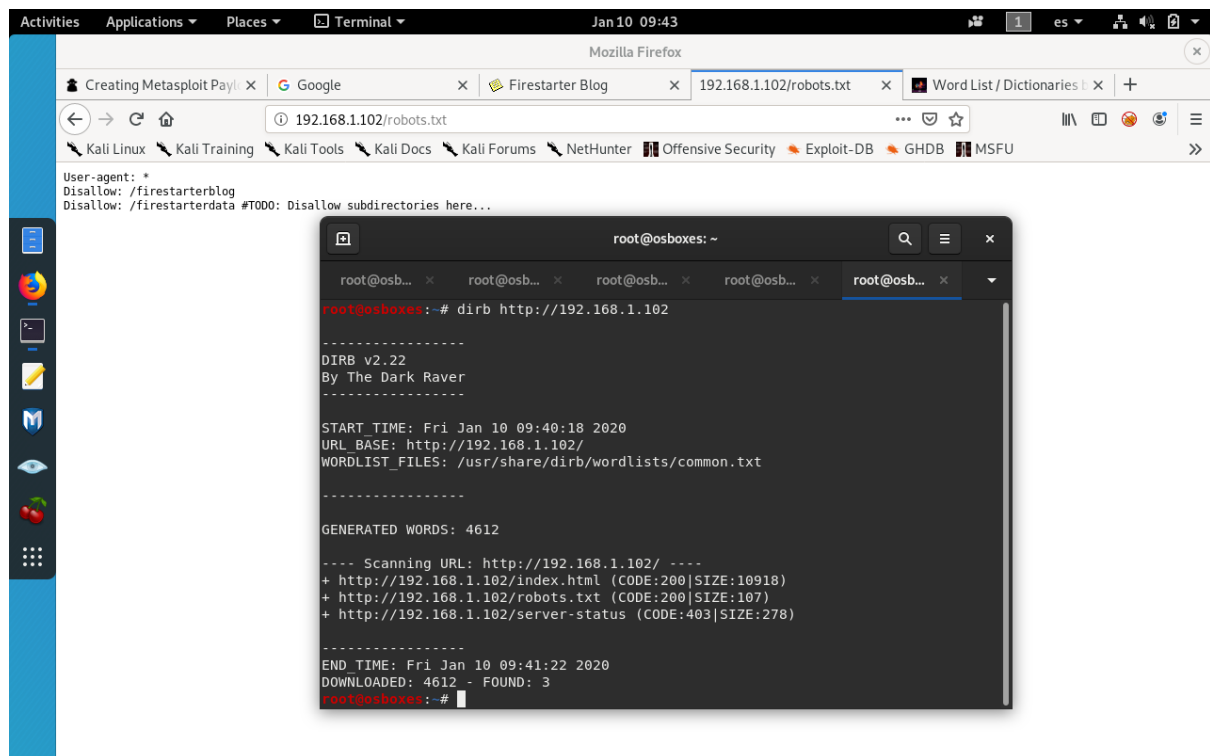 Activities Applications Places Terminal Jan 10 09:43 1 es
Mozilla Firefox
Creating Metasploit Paylo Google Firestarter Blog 192.168.1.102/robots.txt Word List / Dictionaries b
192.168.1.102/robots.txt
Kali Linux Kali Training Kali Tools Kali Docs Kali Forums NetHunter Offensive Security Exploit-DB GHDB MSFU
User-agent: *
Disallow: /firestarterblog
Disallow: /firestarterdata #TODO: Disallow subdirectories here...
root@osboxes: ~
root@osb... root@osb... root@osb... root@osb... root@osb...
root@osboxes:~# dirb http://192.168.1.102
-----------------
DIRB v2.22
By The Dark Raver
-----------------
START_TIME: Fri Jan 10 09:40:18 2020
URL_BASE: http://192.168.1.102/
WORDLIST_FILES: /usr/share/dirb/wordlists/common.txt
-----------------
GENERATED WORDS: 4612
---- Scanning URL: http://192.168.1.102/ ----
+ http://192.168.1.102/index.html (CODE:200|SIZE:10918)
+ http://192.168.1.102/robots.txt (CODE:200|SIZE:107)
+ http://192.168.1.102/server-status (CODE:403|SIZE:278)
-----------------
END_TIME: Fri Jan 10 09:41:22 2020
DOWNLOADED: 4612 - FOUND: 3
root@osboxes:~#